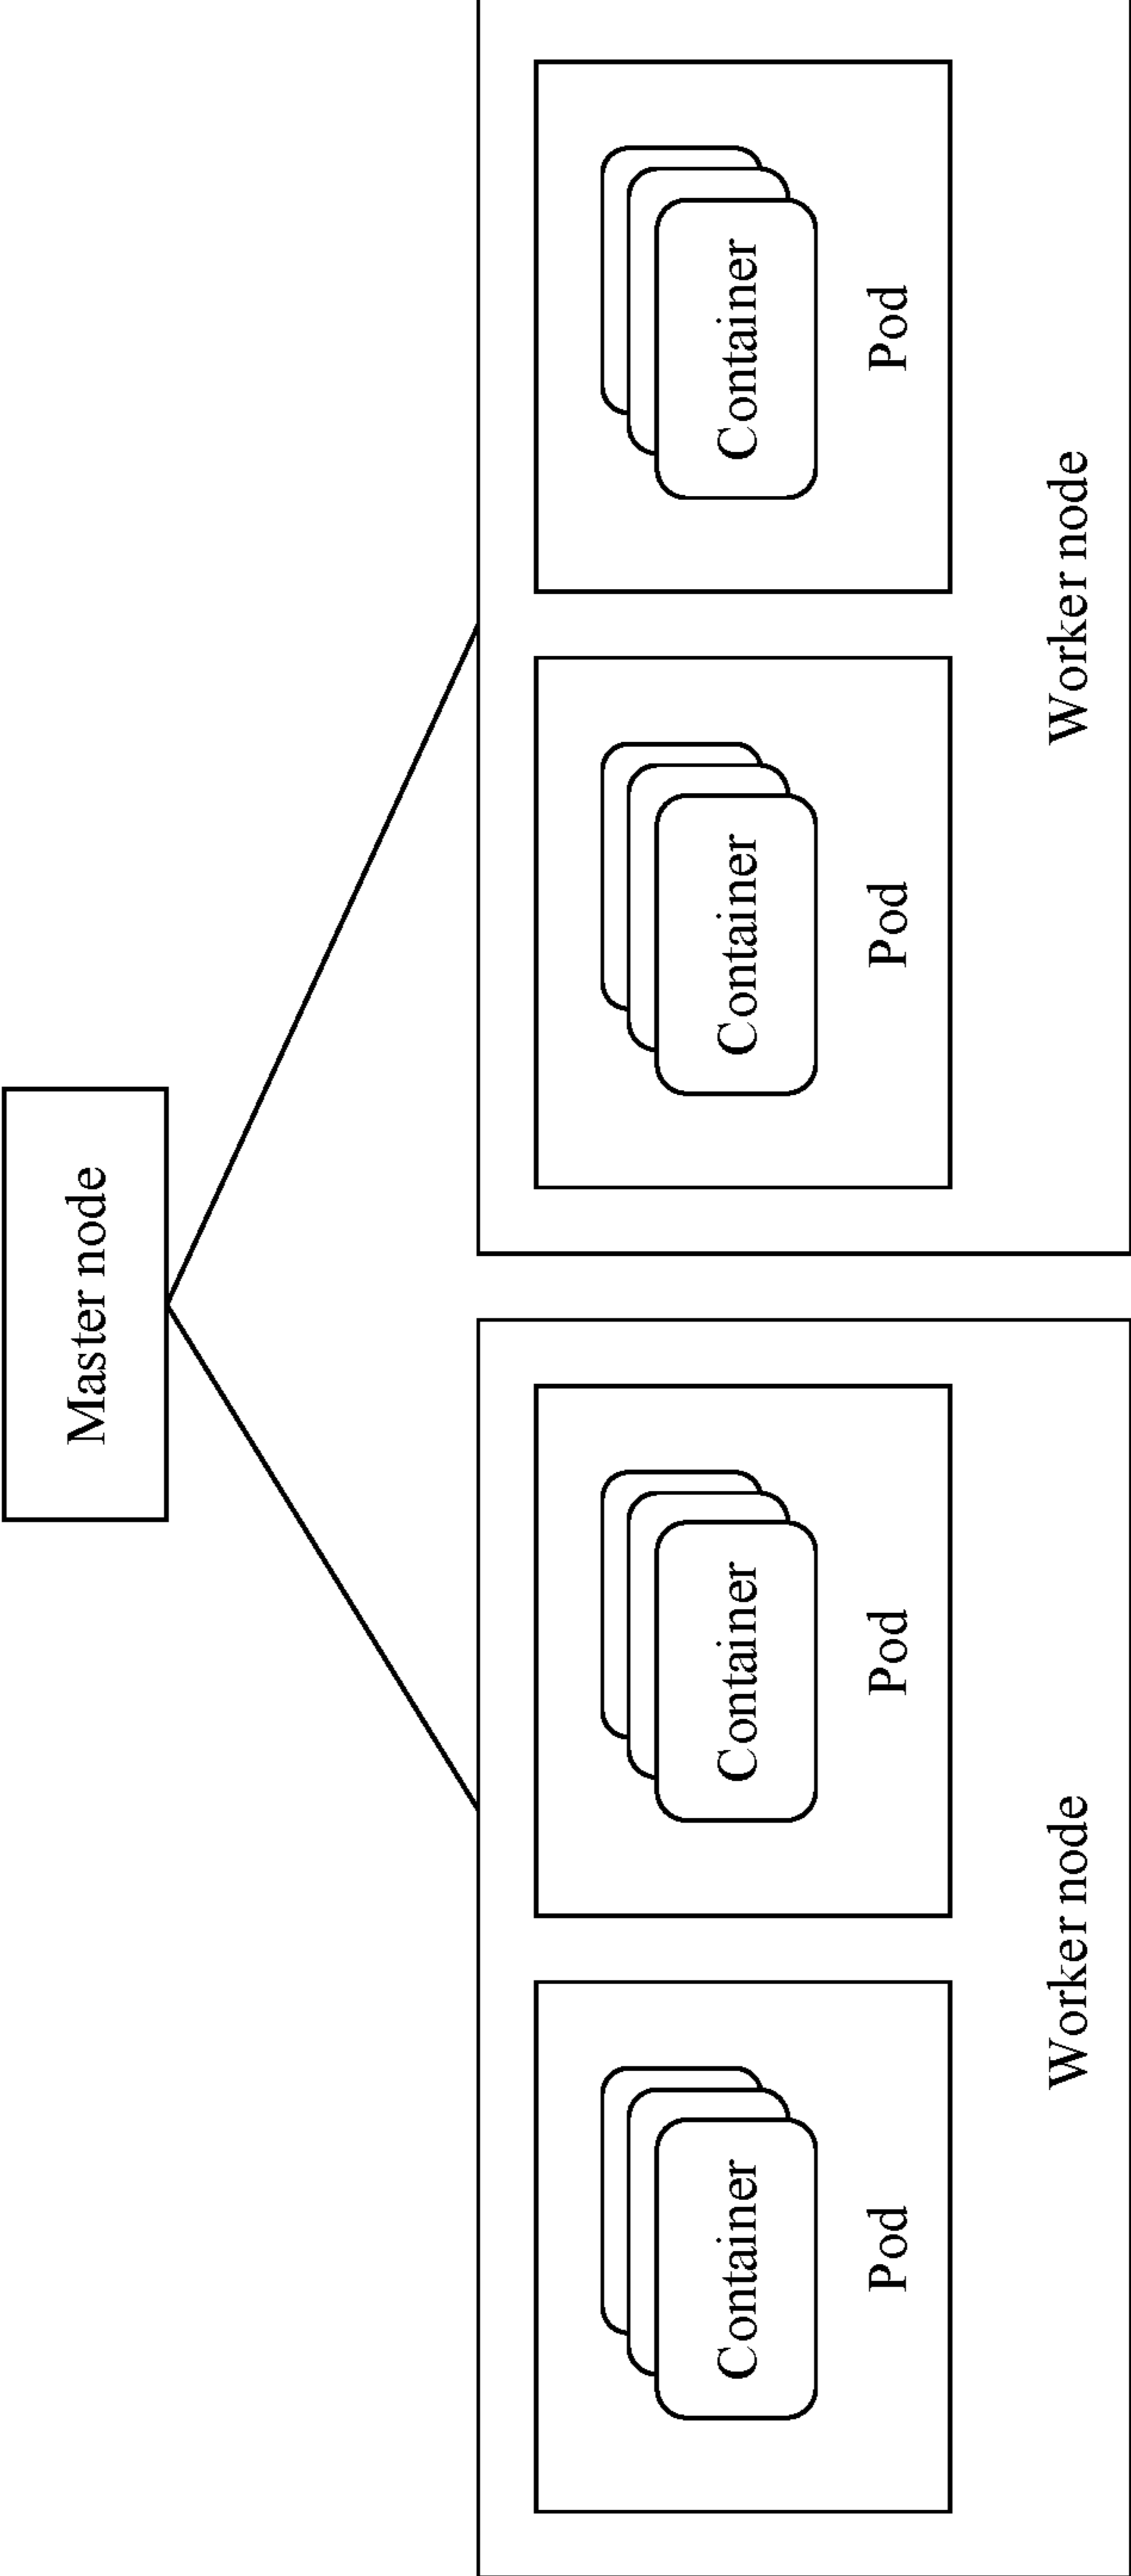 Master node
Container
Container
Container
Container
Pod
Pod
Pod
Pod
Worker node
Worker node